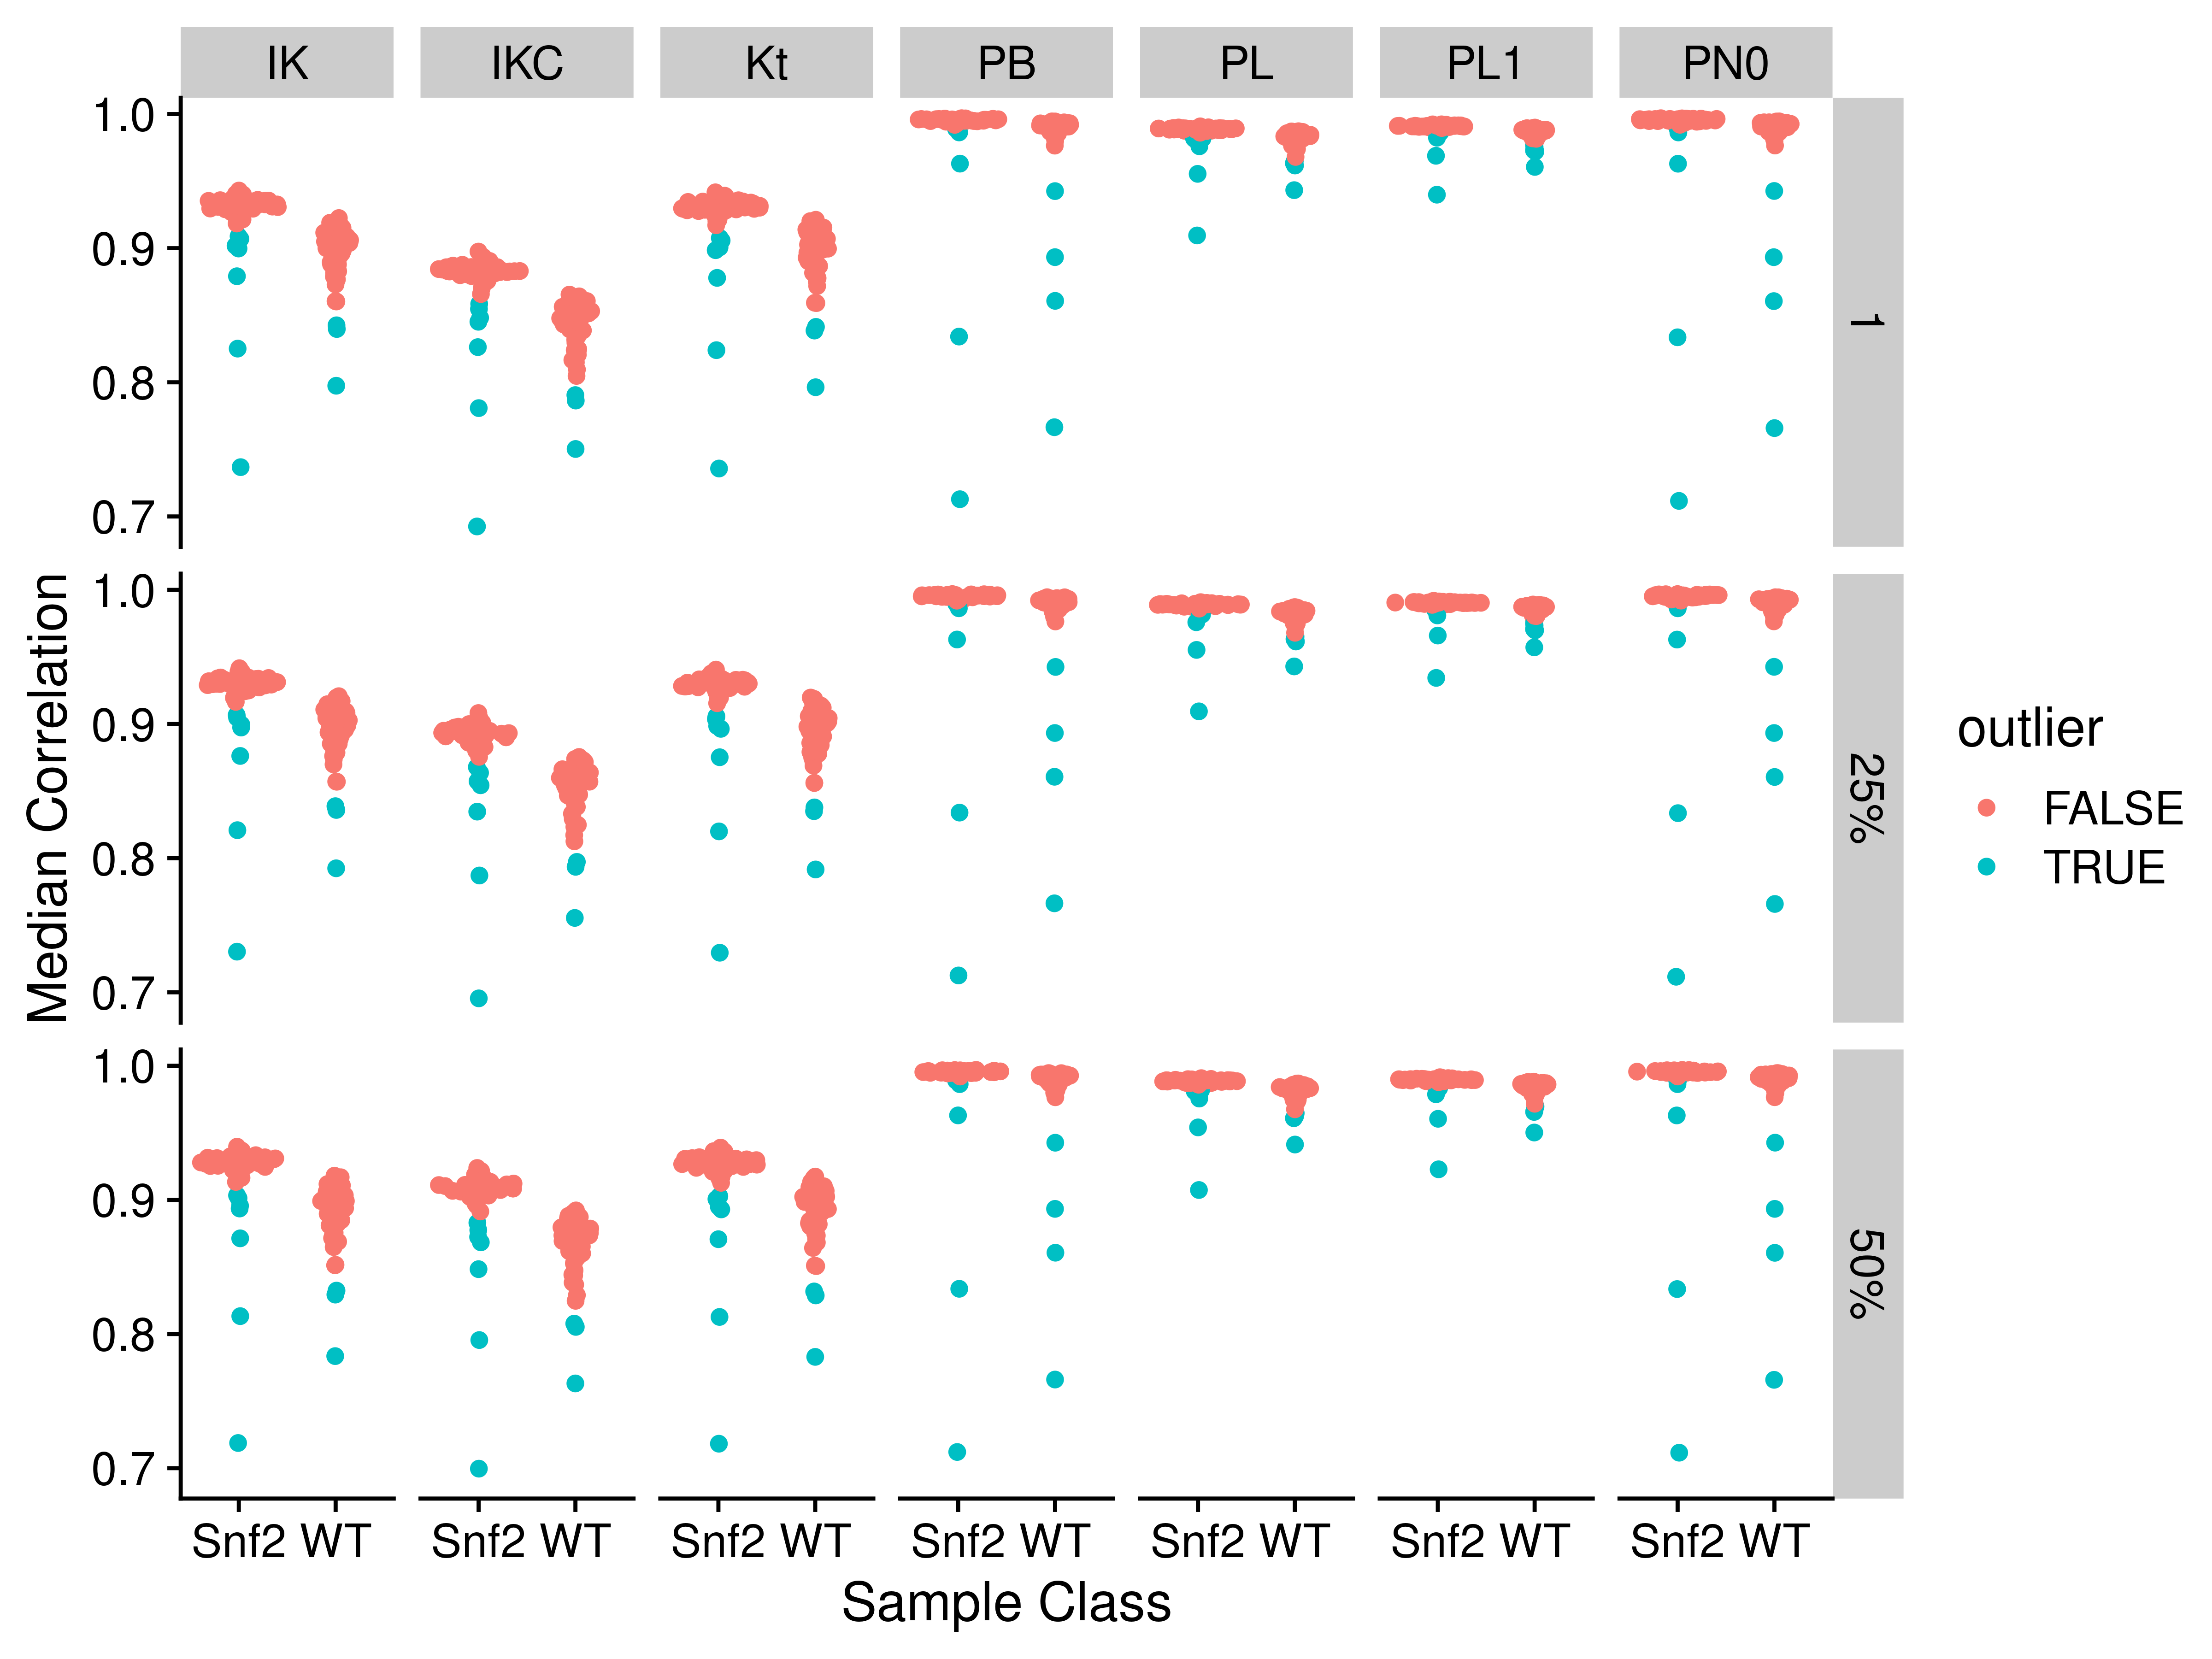 IK IKC Kt PB PL PL1 PN0
1.0
0.9
0.8
0.7
1
1.0
0.9
0.8
0.7
25%
1.0
0.9
0.8
0.7
50%
Median Correlation
Snf2 WT Snf2 WT Snf2 WT Snf2 WT Snf2 WT Snf2 WT Snf2 WT
Sample Class
outlier
FALSE
TRUE